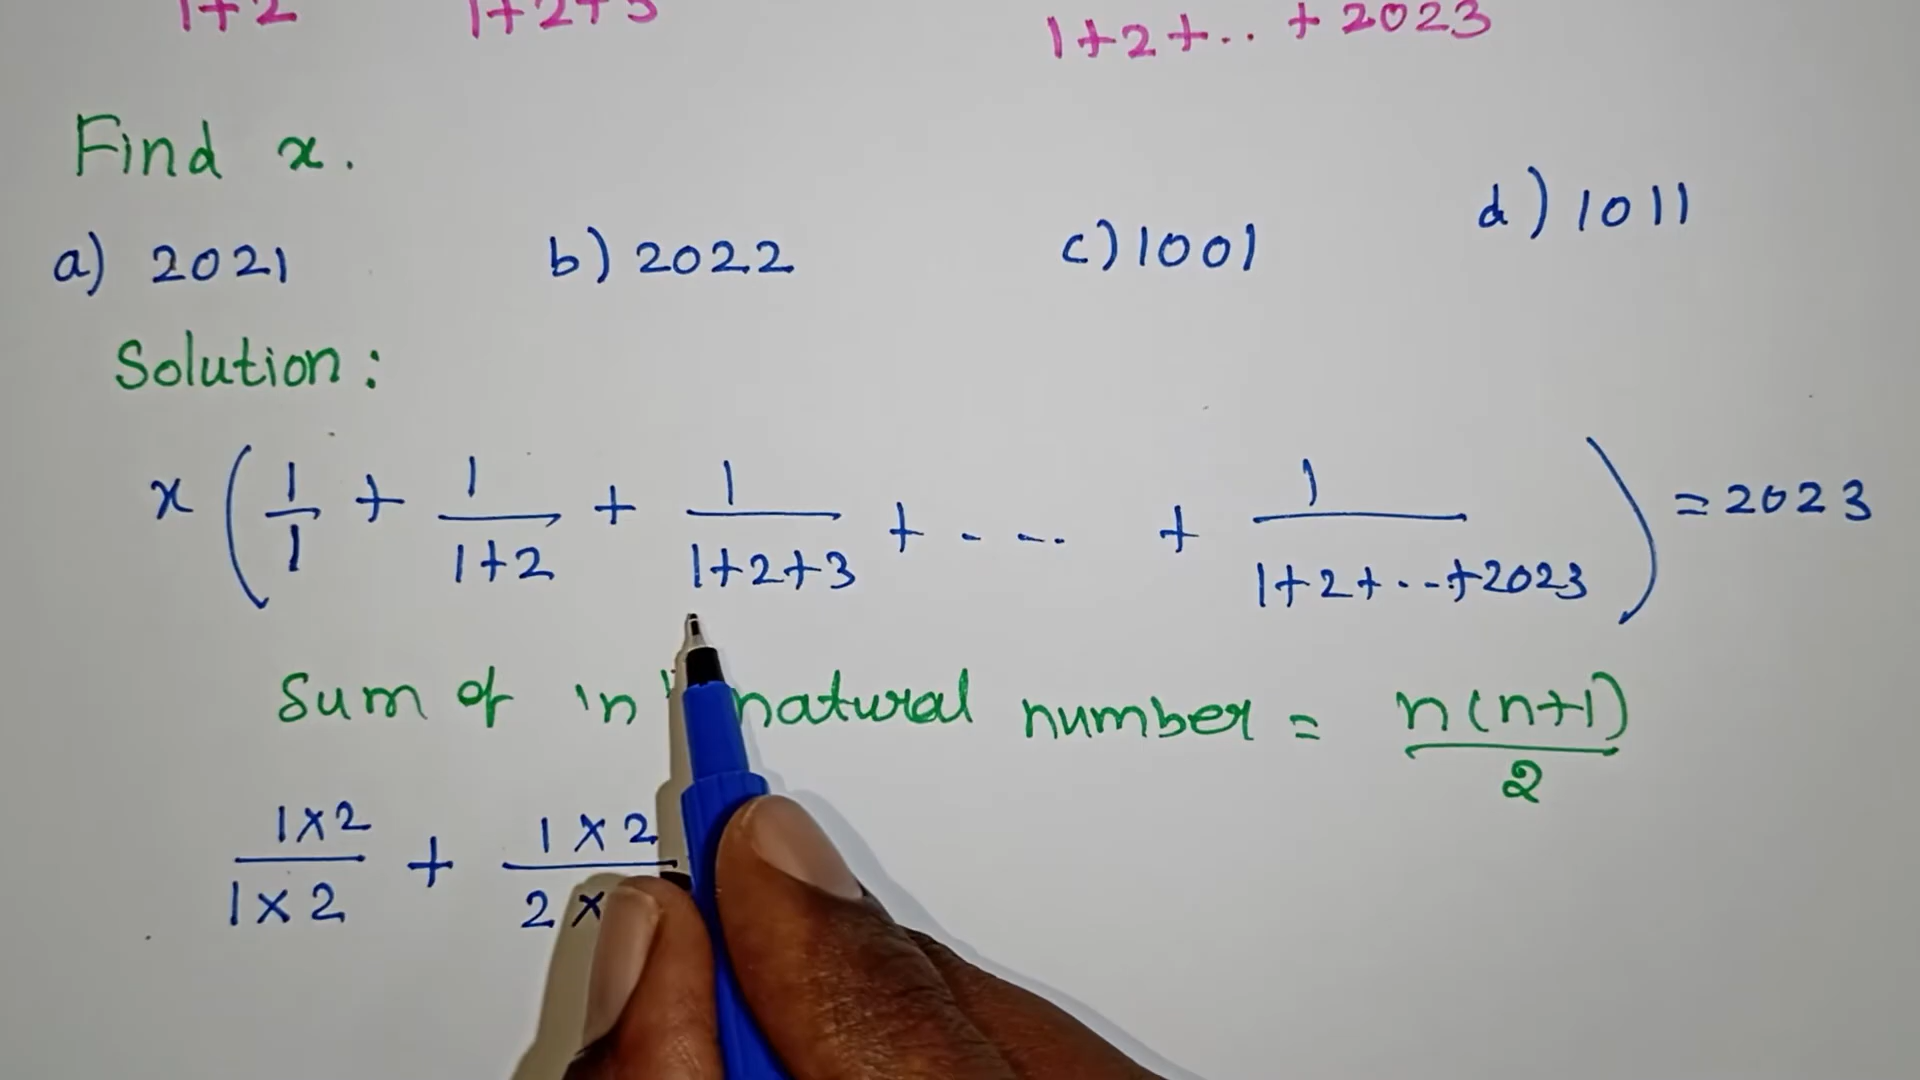 1+2 1+2+3 1+2+..+2023
Find x.
a) 2021 b) 2022 c) 1001 d) 1011
Solution:
x(1/1 + 1/1+2 + 1/1+2+3 + - -.. + 1/1+2+..-+2023) = 2023
Sum of 'n' natural number = n(n+1)/2
1×2/1×2 + 1×2/2×